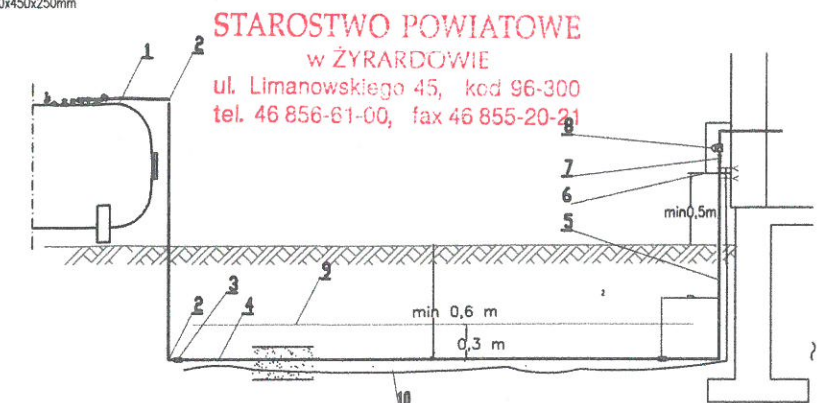 0x450x250mm
STAROSTWO POWIATOWE
w ŻYRARDOWIE
ul. Limanowskiego 45, kod 96-300
tel. 46 856-61-00, fax 46 855-20-21
1
2
8
7
6
min0,5m
5
9
min 0,6 m
2
3
4
0,3 m
10